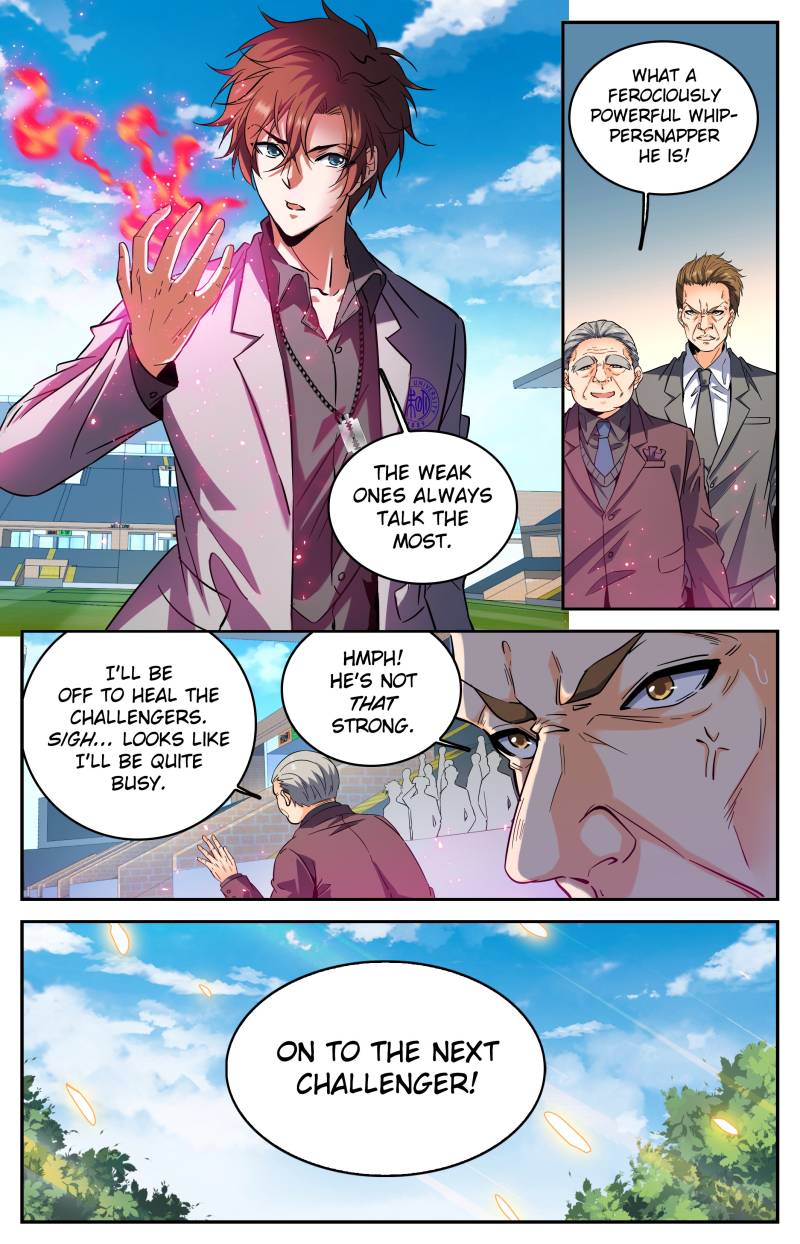 WHAT A
FEROCIOUSLY
POWERFUL WHIP-
PERSNAPPER
HE IS!
THE WEAK
ONES ALWAYS
TALK THE
MOST.
UNIVERSITY
I'LL BE
OFF TO HEAL THE
CHALLENGERS.
SIGH... LOOKS LIKE
I'LL BE QUITE
BUSY.
HMPH!
HE'S NOT
THAT
STRONG.
ON TO THE NEXT
CHALLENGER!